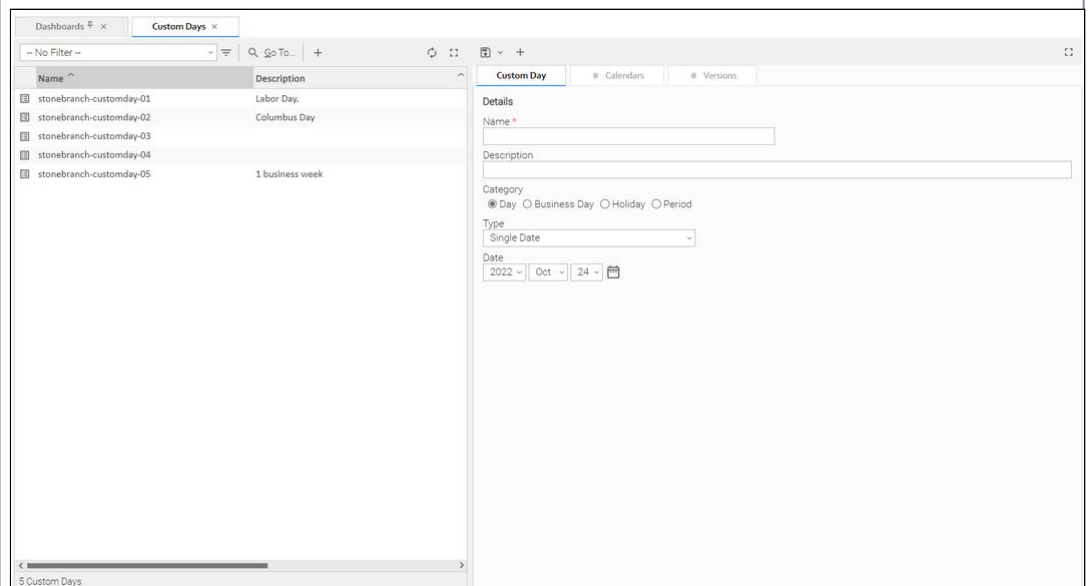 Dashboards ×
Custom Days ×
-- No Filter --
Go To...
+
+
Name ^ Description
stonebranch-customday-01 Labor Day.
stonebranch-customday-02 Columbus Day
stonebranch-customday-03
stonebranch-customday-04
stonebranch-customday-05 1 business week
5 Custom Days
Custom Day
Calendars
Versions
Details
Name *
Description
Category
Day Business Day Holiday Period
Type
Single Date
Date
2022 Oct 24